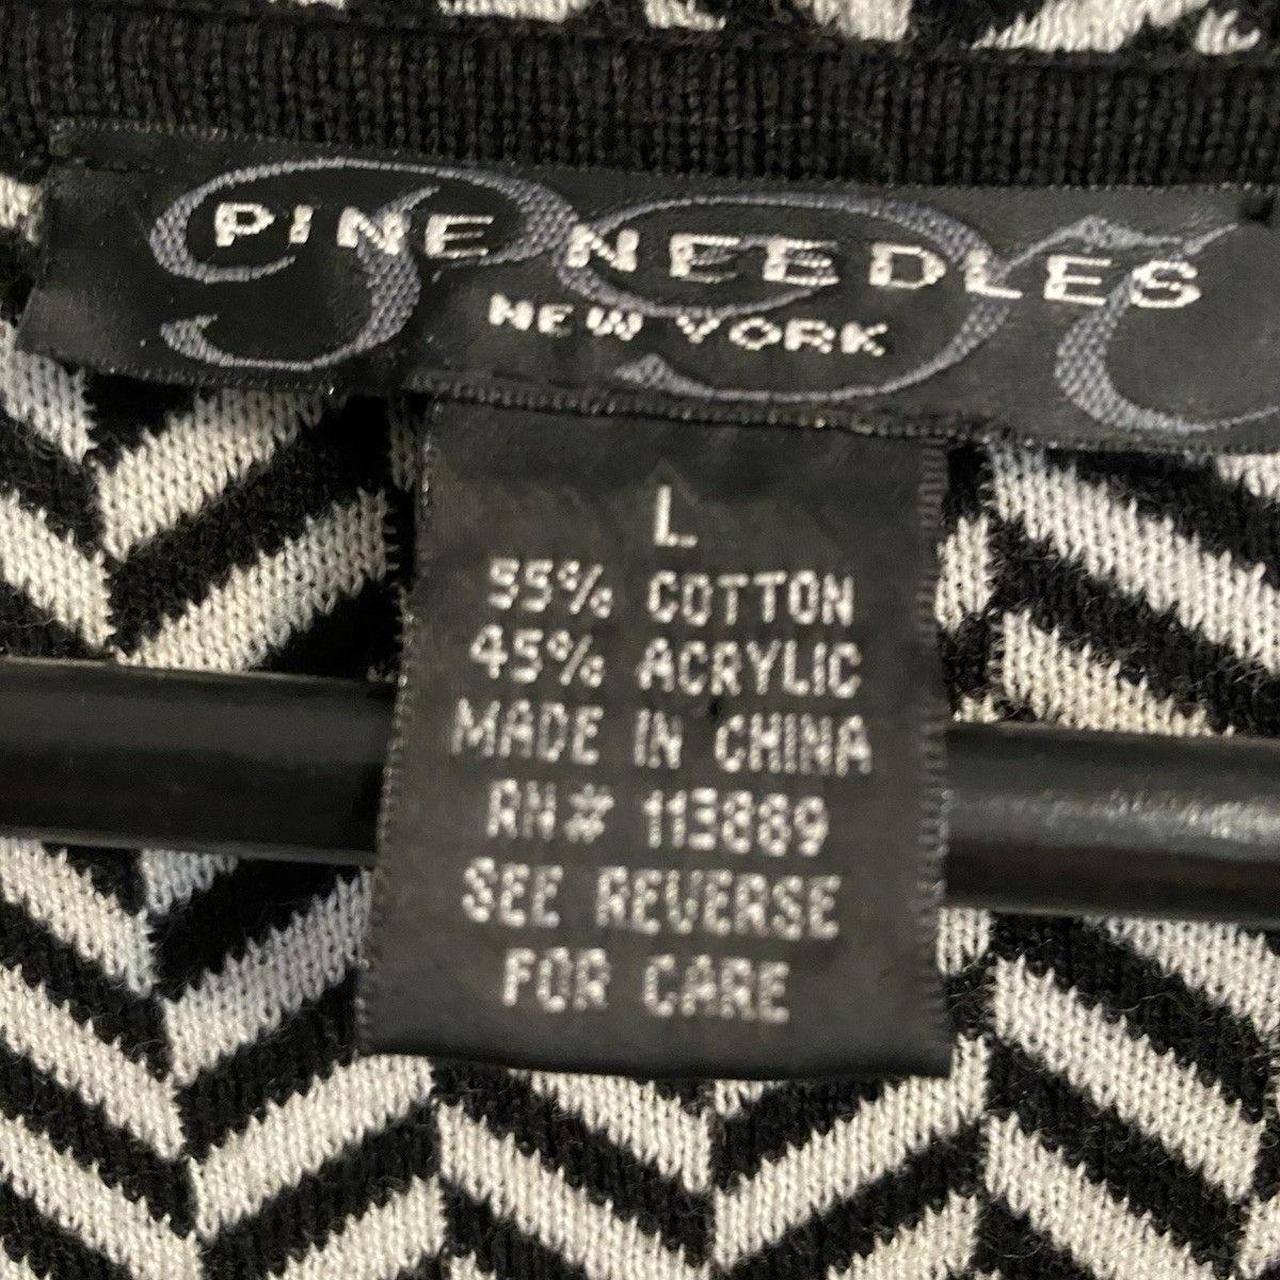 PINE NEEDLES
NEW YORK
L
55% COTTON
45% ACRYLIC
MADE IN CHINA
RN# 113889
SEE REVERSE
FOR CARE